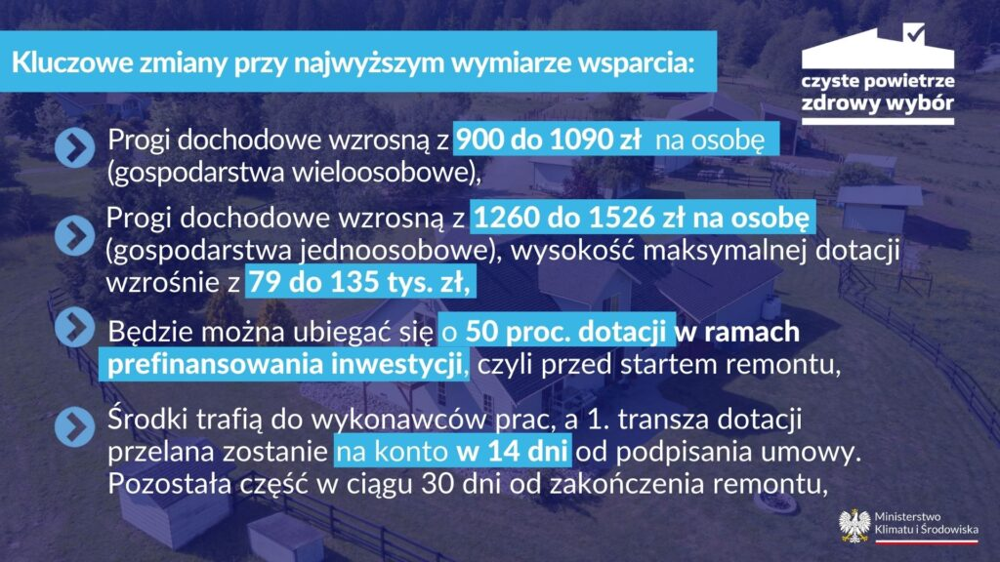 Kluczowe zmiany przy najwyższym wymiarze wsparcia:
czyste powietrze
zdrowy wybór
Progi dochodowe wzrosną z 900 do 1090 zł na osobę
(gospodarstwa wieloosobowe),
Progi dochodowe wzrosną z 1260 do 1526 zł na osobę
(gospodarstwa jednoosobowe), wysokość maksymalnej dotacji
wzrośnie z 79 do 135 tys. zł,
Będzie można ubiegać się o 50 proc. dotacji w ramach
prefinansowania inwestycji, czyli przed startem remontu,
Środki trafią do wykonawców prac, a 1. transza dotacji
przelana zostanie na konto w 14 dni od podpisania umowy.
Pozostała część w ciągu 30 dni od zakończenia remontu,
Ministerstwo
Klimatu i Środowiska